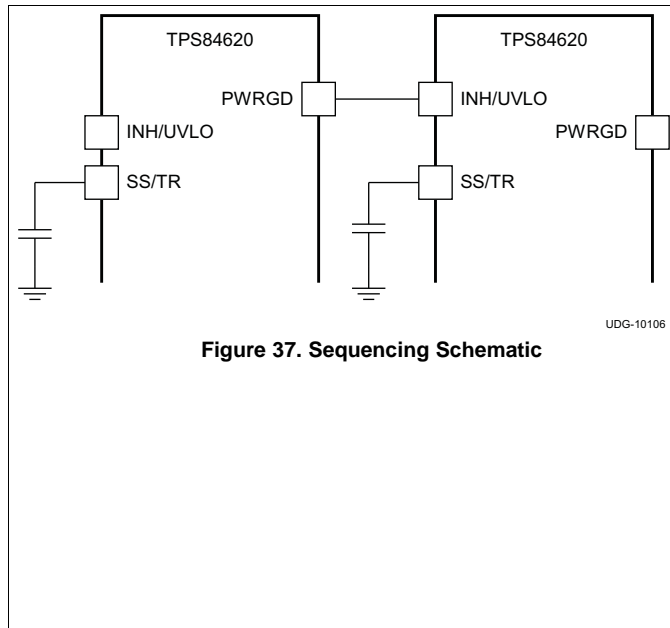 TPS84620
TPS84620
PWRGD
INH/UVLO
INH/UVLO
PWRGD
SS/TR
SS/TR
UDG-10106
Figure 37. Sequencing Schematic